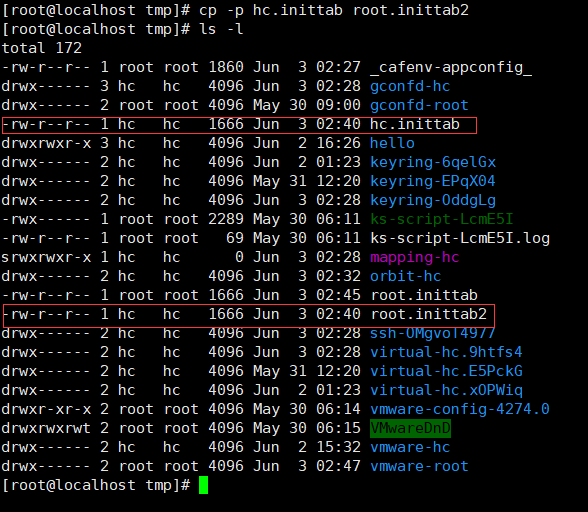 [root@localhost tmp]# cp -p hc.inittab root.inittab2
[root@localhost tmp]# ls -l
total 172
-rw-r--r-- 1 root root 1860 Jun  3 02:27 _cafenv-appconfig_
drwx------ 3 hc   hc   4096 Jun  3 02:28 gconfd-hc
drwx------ 2 root root 4096 May 30 09:00 gconfd-root
-rw-r--r-- 1 hc   hc   1666 Jun  3 02:40 hc.inittab
drwxrwxr-x 3 hc   hc   4096 Jun  2 16:26 hello
drwx------ 2 hc   hc   4096 Jun  2 01:23 keyring-6qelGx
drwx------ 2 hc   hc   4096 May 31 12:20 keyring-EPqX04
drwx------ 2 hc   hc   4096 Jun  3 02:28 keyring-OddgLg
-rwx------ 1 root root 2289 May 30 06:11 ks-script-LcmE5I
-rw-r--r-- 1 root root   69 May 30 06:11 ks-script-LcmE5I.log
srwxrwxr-x 1 hc   hc      0 Jun  3 02:28 mapping-hc
drwx------ 2 hc   hc   4096 Jun  3 02:32 orbit-hc
-rw-r--r-- 1 root root 1666 Jun  3 02:45 root.inittab
-rw-r--r-- 1 hc   hc   1666 Jun  3 02:40 root.inittab2
drwx------ 2 hc   hc   4096 Jun  3 02:28 ssh-OMgvoT4977
drwx------ 2 hc   hc   4096 Jun  3 02:28 virtual-hc.9htfs4
drwx------ 2 hc   hc   4096 May 31 12:20 virtual-hc.E5PckG
drwx------ 2 hc   hc   4096 Jun  2 01:23 virtual-hc.xOPWiq
drwxr-xr-x 2 root root 4096 May 30 06:14 vmware-config-4274.0
drwxrwxrwt 2 root root 4096 May 30 06:15 VMwareDnD
drwx------ 2 hc   hc   4096 Jun  2 15:32 vmware-hc
drwx------ 2 root root 4096 Jun  3 02:47 vmware-root
[root@localhost tmp]#